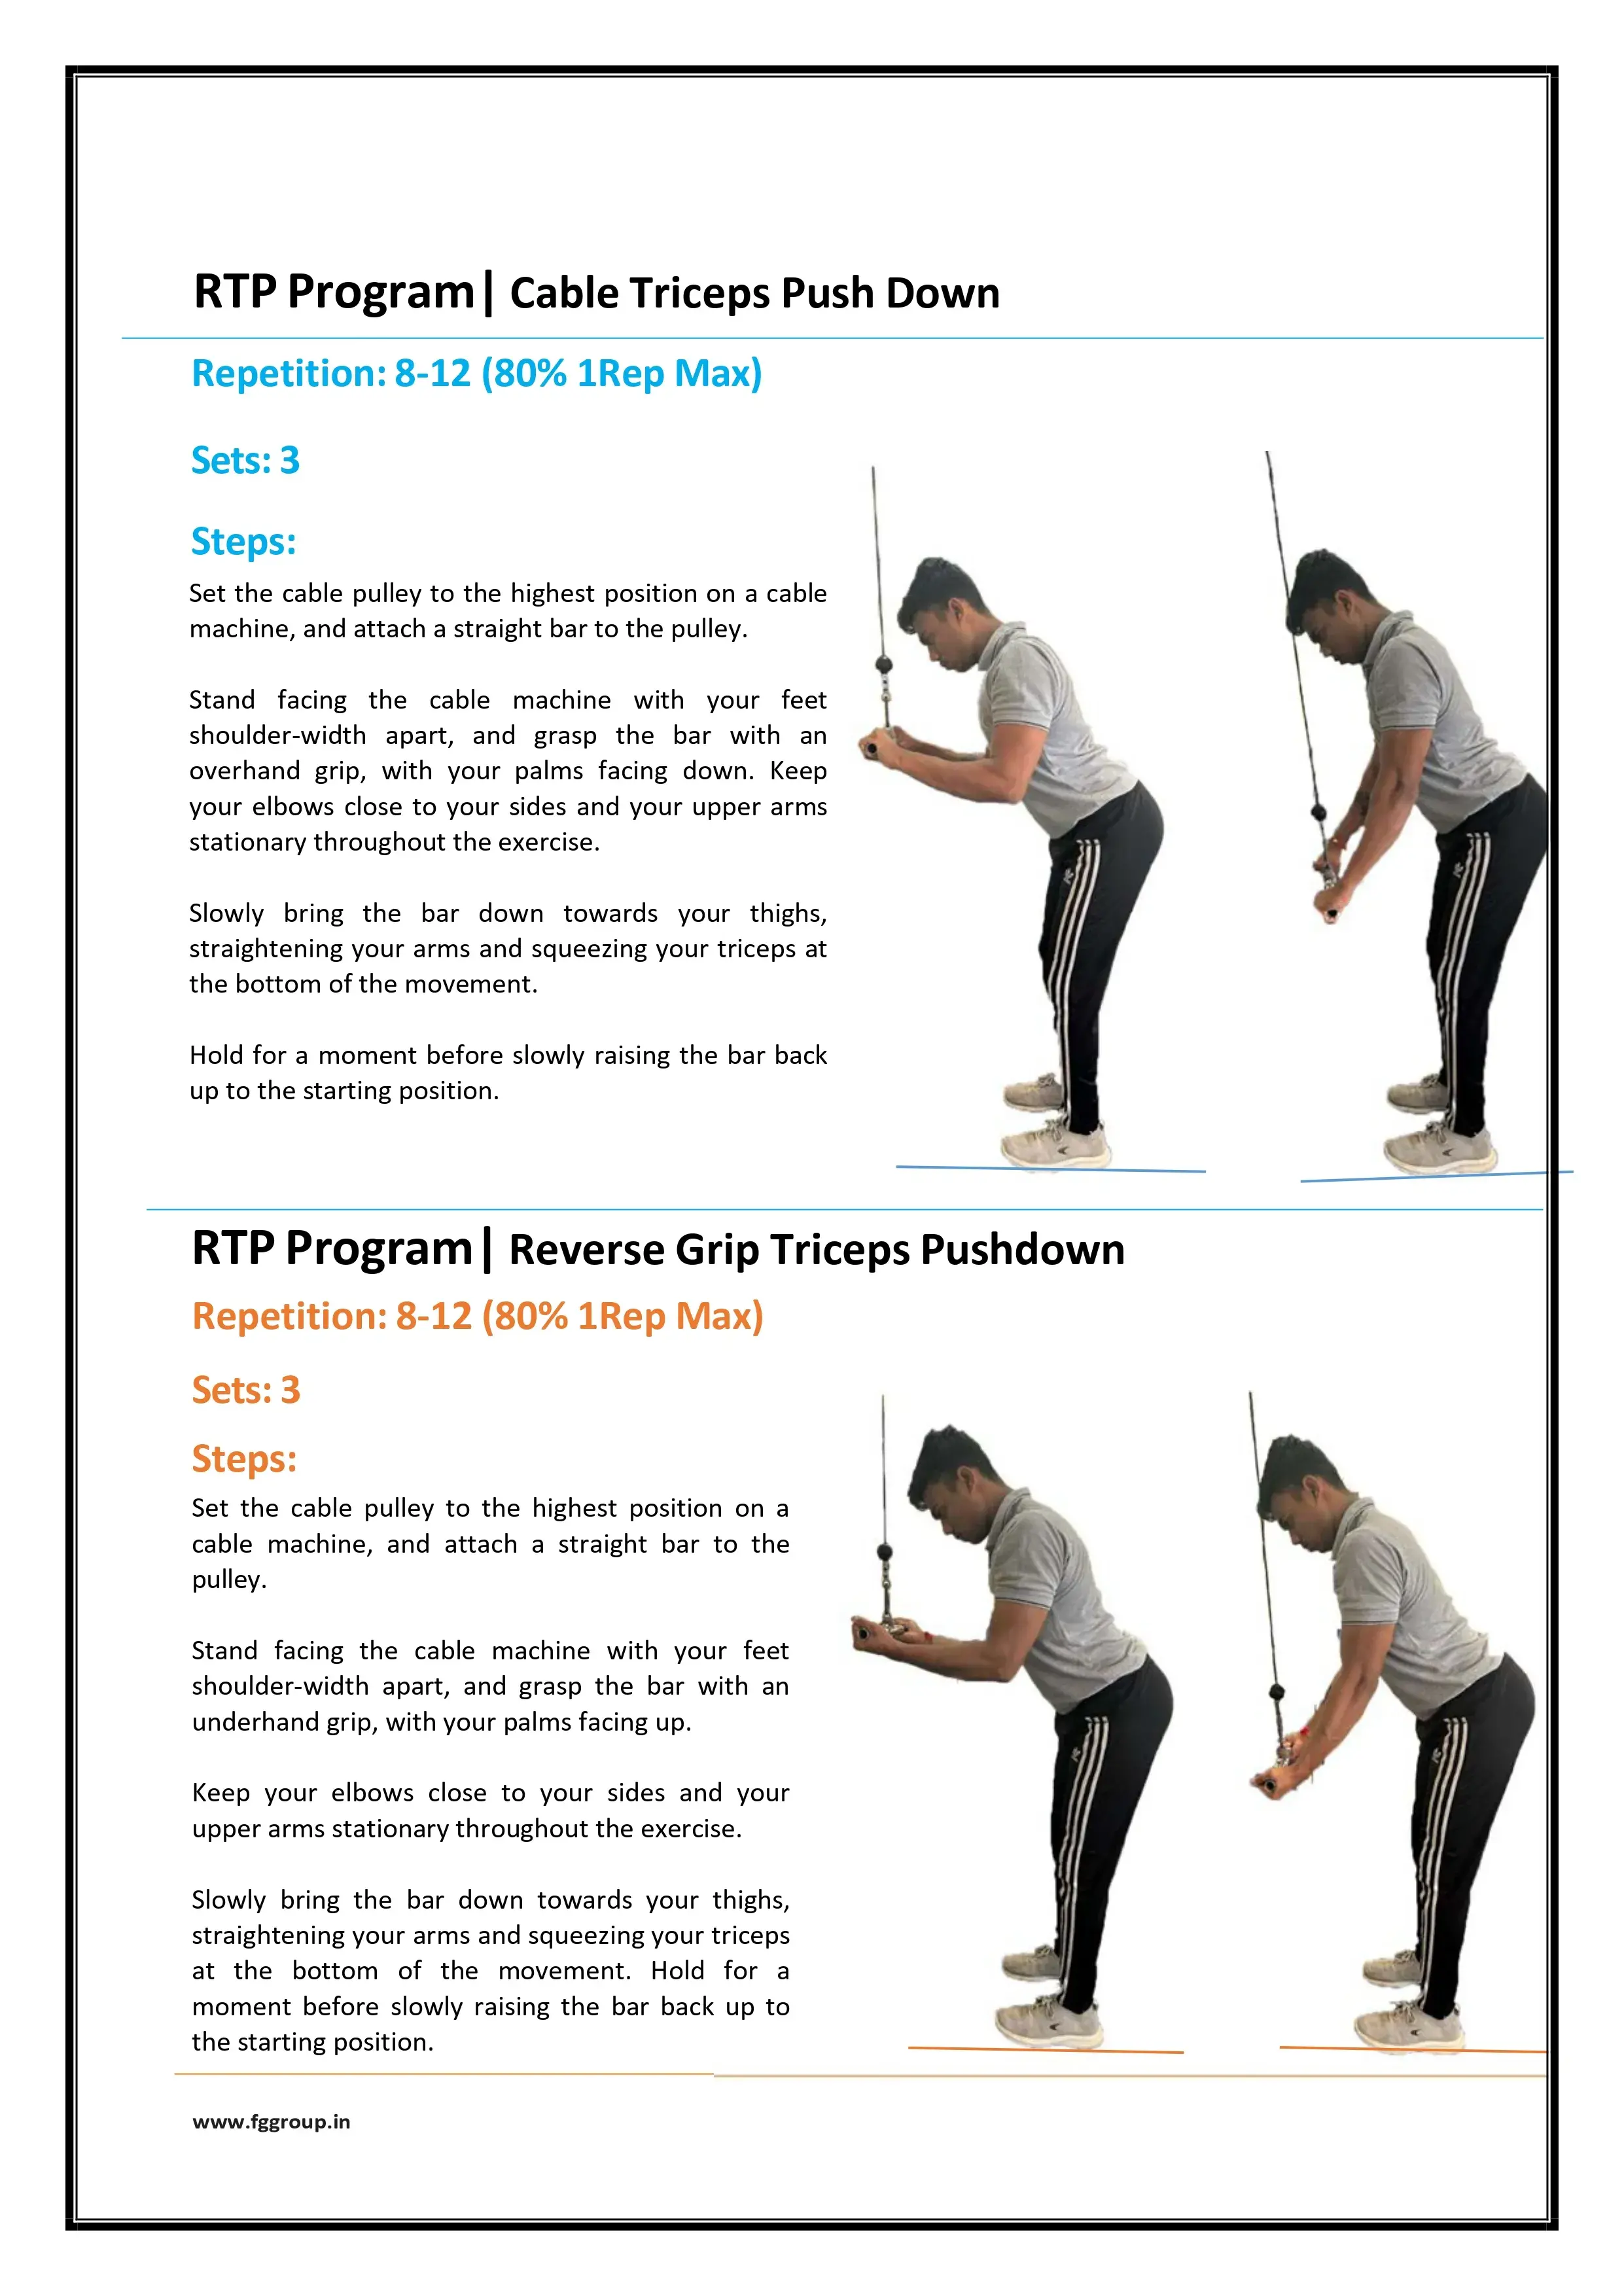 RTP Program| Cable Triceps Push Down
Repetition: 8-12 (80% 1Rep Max)
Sets: 3
Steps:
Set the cable pulley to the highest position on a cable
machine, and attach a straight bar to the pulley.
Stand facing the cable machine with your feet
shoulder-width apart, and grasp the bar with an
overhand grip, with your palms facing down. Keep
your elbows close to your sides and your upper arms
stationary throughout the exercise.
Slowly bring the bar down towards your thighs,
straightening your arms and squeezing your triceps at
the bottom of the movement.
Hold for a moment before slowly raising the bar back
up to the starting position.
RTP Program| Reverse Grip Triceps Pushdown
Repetition: 8-12 (80% 1Rep Max)
Sets: 3
Steps:
Set the cable pulley to the highest position on a
cable machine, and attach a straight bar to the
pulley.
Stand facing the cable machine with your feet
shoulder-width apart, and grasp the bar with an
underhand grip, with your palms facing up.
Keep your elbows close to your sides and your
upper arms stationary throughout the exercise.
Slowly bring the bar down towards your thighs,
straightening your arms and squeezing your triceps
at the bottom of the movement. Hold for a
moment before slowly raising the bar back up to
the starting position.
www.fggroup.in